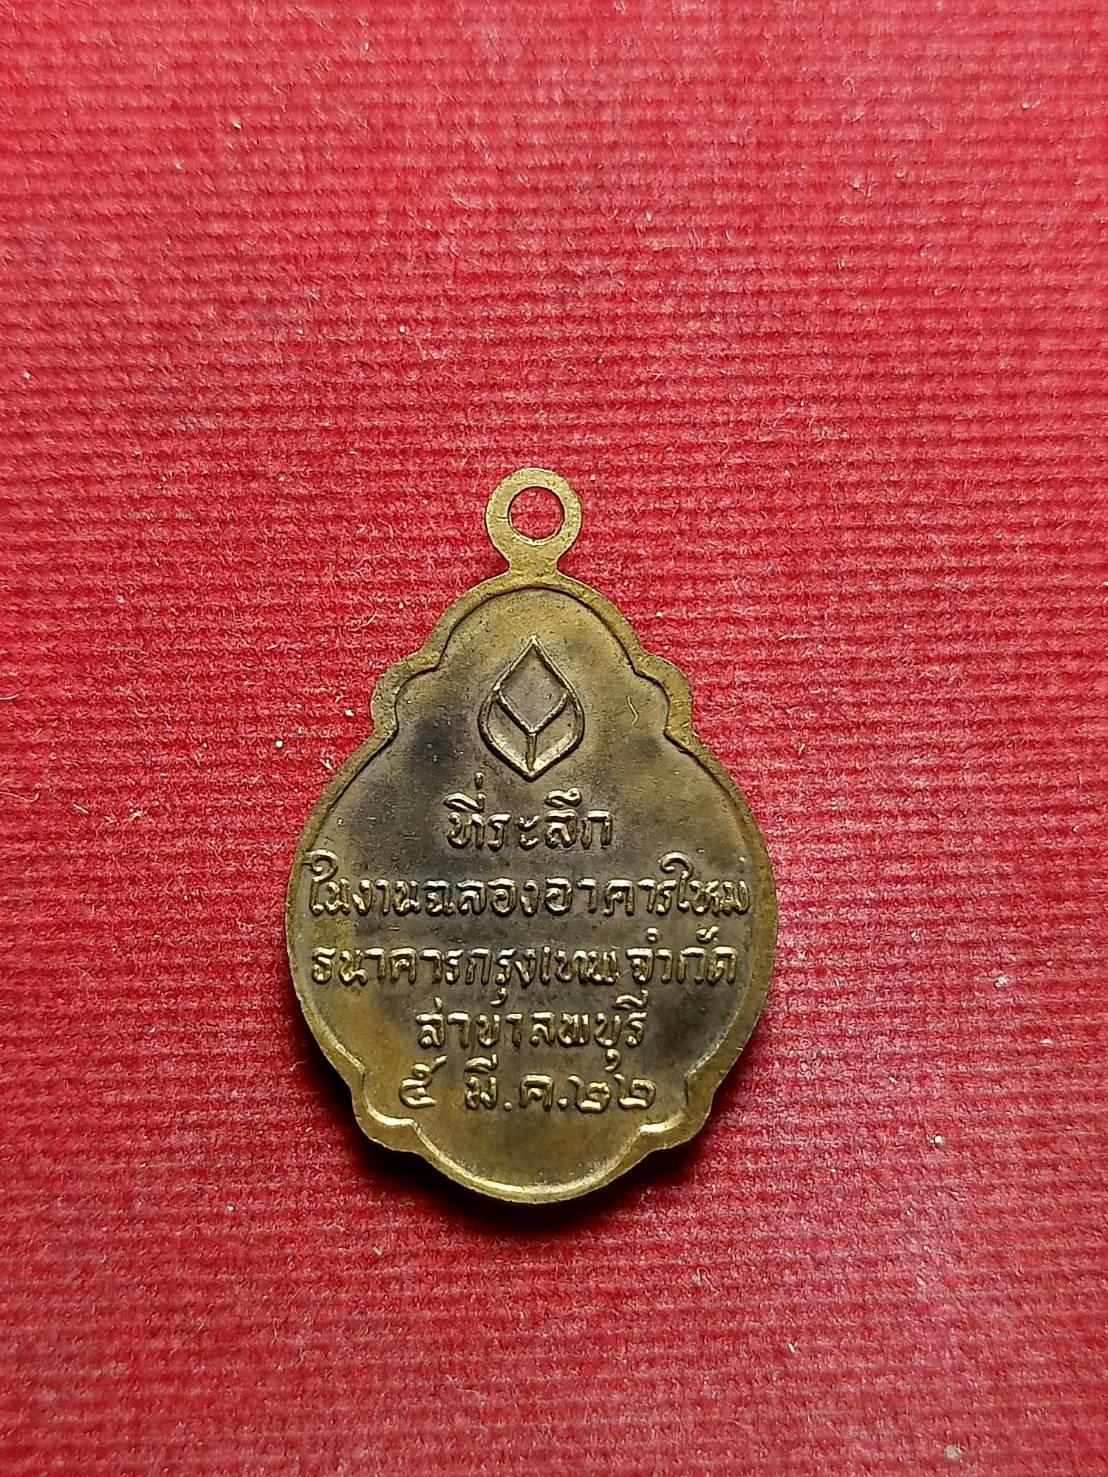 ที่ระลึก
ในงานฉลองอาคารใหม่
ธนาคารกรุงเทพ จำกัด
สาขาลพบุรี
๕ มี.ค.๒๒